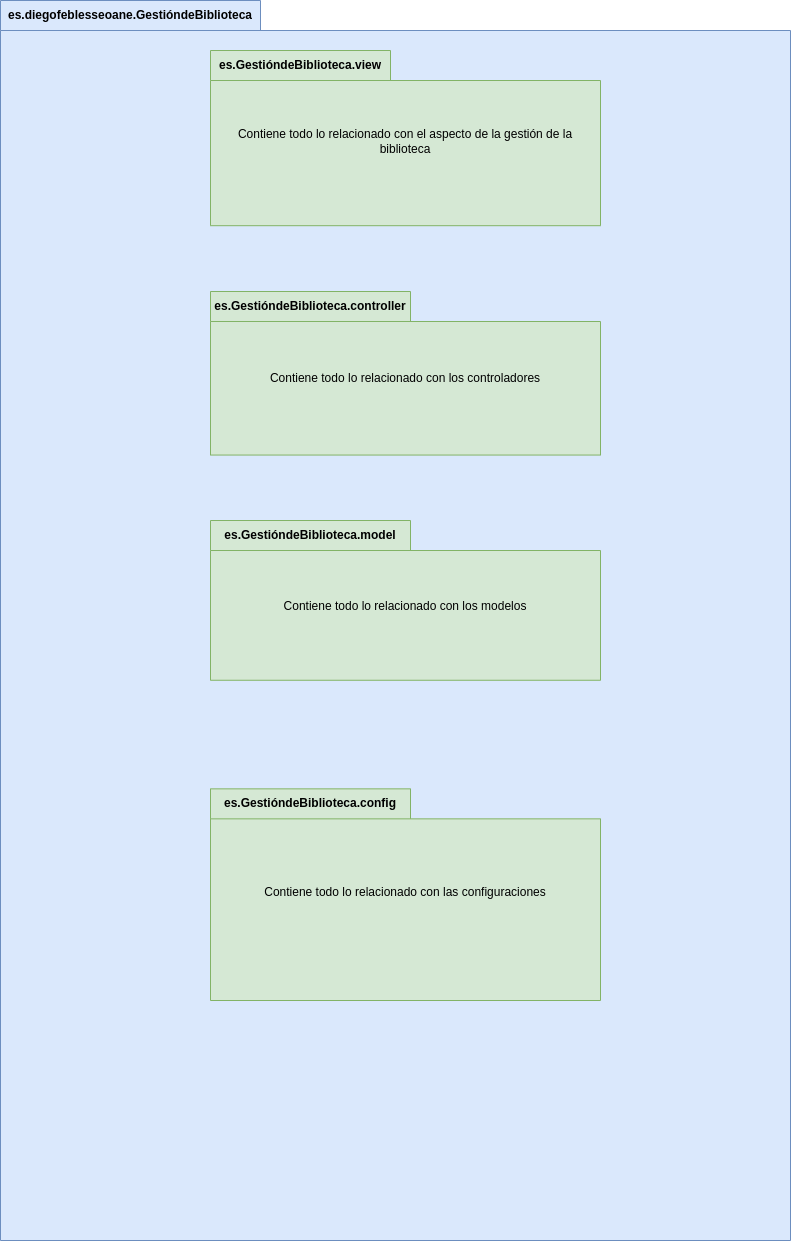 es.diegofeblesseoane.GestióndeBiblioteca
es.GestióndeBiblioteca.view
Contiene todo lo relacionado con el aspecto de la gestión de la
biblioteca
es.GestióndeBiblioteca.controller
Contiene todo lo relacionado con los controladores
es.GestióndeBiblioteca.model
Contiene todo lo relacionado con los modelos
es.GestióndeBiblioteca.config
Contiene todo lo relacionado con las configuraciones